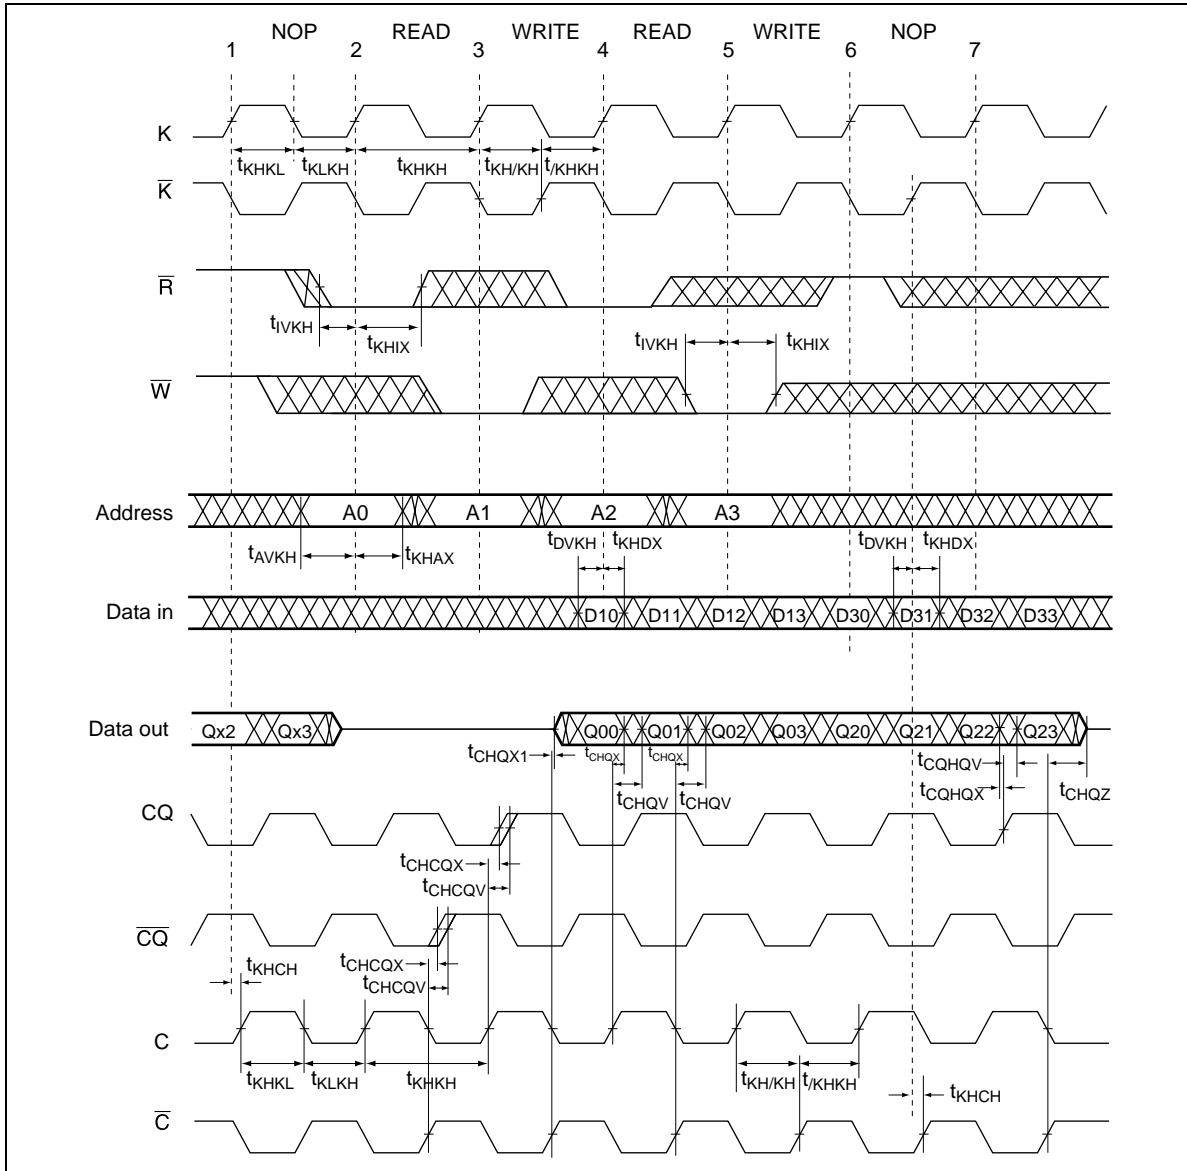 NOP READ WRITE READ WRITE NOP
1 2 3 4 5 6 7
K
tKHKL tKLKH tKHKH tKH/KH t/KHKH
K̅
R̅
tIVKH tKHIX tIVKH tKHIX
W̅
Address A0 A1 A2 A3
tAVKH tKHAX tDVKH tKHDX tDVKH tKHDX
Data in D10 D11 D12 D13 D30 D31 D32 D33
Data out Qx2 Qx3 Q00 Q01 Q02 Q03 Q20 Q21 Q22 Q23
tCHQX1 tCHQX tCHQX tCQHQV
tCHQV tCHQV tCQHQX tCHQZ
CQ
tCHCQX
tCHCQV
C̅Q̅
tKHCH tCHCQX
tCHCQV
C
tKHKL tKLKH tKHKH tKH/KH t/KHKH
tKHCH
C̅